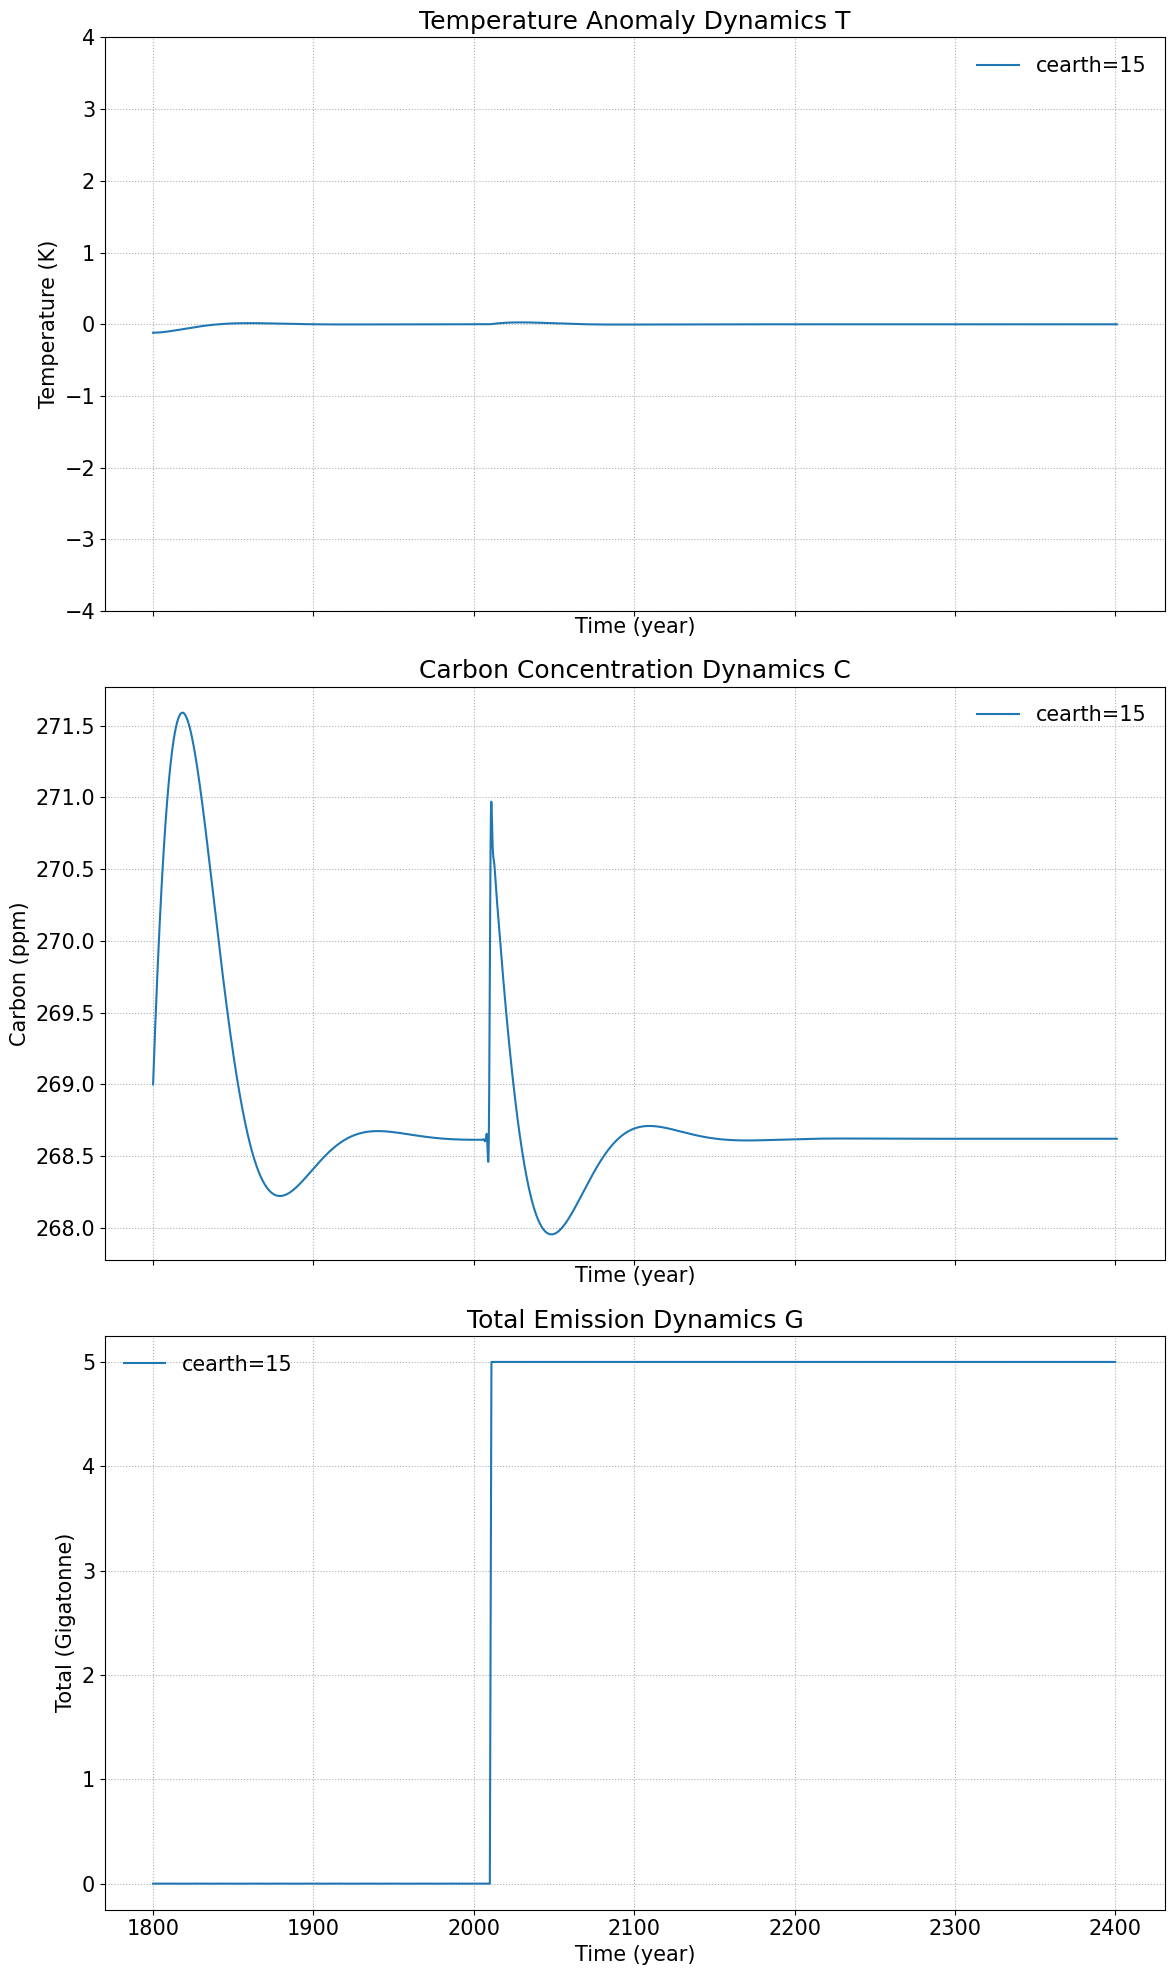 Temperature Anomaly Dynamics T
cearth=15
4
3
2
1
0
−1
−2
−3
−4
Temperature (K)
Time (year)
Carbon Concentration Dynamics C
cearth=15
271.5
271.0
270.5
270.0
269.5
269.0
268.5
268.0
Carbon (ppm)
Time (year)
Total Emission Dynamics G
cearth=15
5
4
3
2
1
0
Total (Gigatonne)
1800 1900 2000 2100 2200 2300 2400
Time (year)